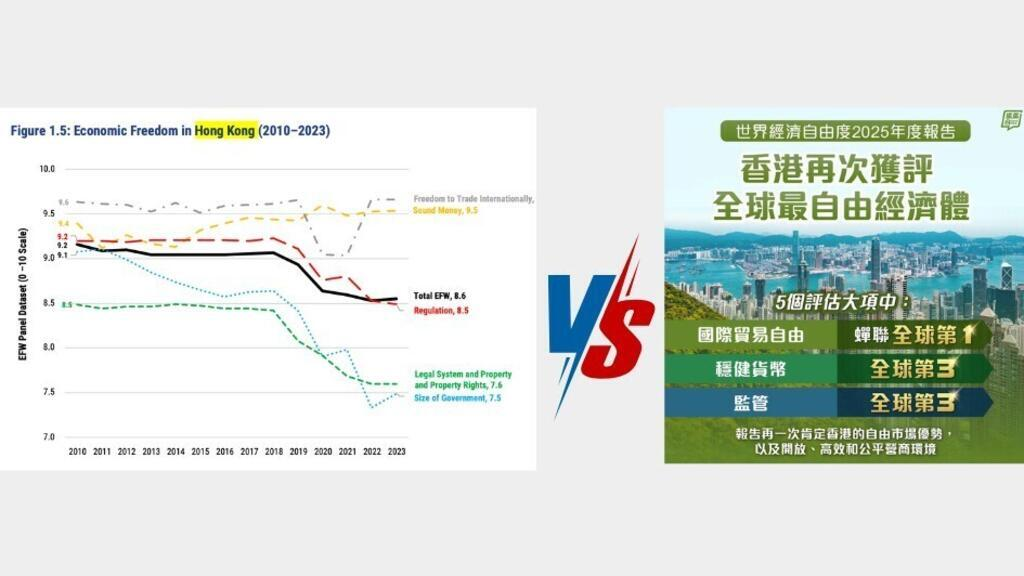 Figure 1.5: Economic Freedom in Hong Kong (2010–2023)
EFW Panel Dataset (0 –10 Scale)
10.0
9.5
9.0
8.5
8.0
7.5
7.0
9.6
9.4
9.2
9.2
9.1
8.5
Freedom to Trade Internationally,
Sound Money, 9.5
Total EFW, 8.6
Regulation, 8.5
Legal System and Property
and Property Rights, 7.6
Size of Government, 7.5
2010 2011 2012 2013 2014 2015 2016 2017 2018 2019 2020 2021 2022 2023
VS
世界經濟自由度2025年度報告
香港再次獲評
全球最自由經濟體
5個評估大項中：
國際貿易自由 蟬聯全球第1
穩健貨幣 全球第3
監管 全球第3
報告再一次肯定香港的自由市場優勢，
以及開放、高效和公平營商環境